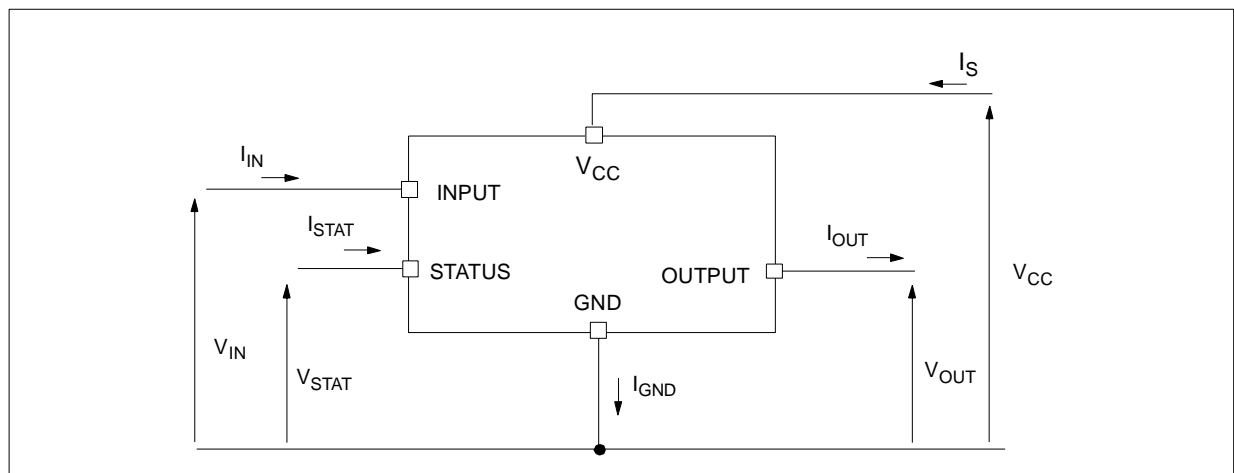 I_S
V_CC
I_IN
INPUT
I_STAT
STATUS
I_OUT
OUTPUT
V_CC
GND
V_IN
V_STAT
I_GND
V_OUT